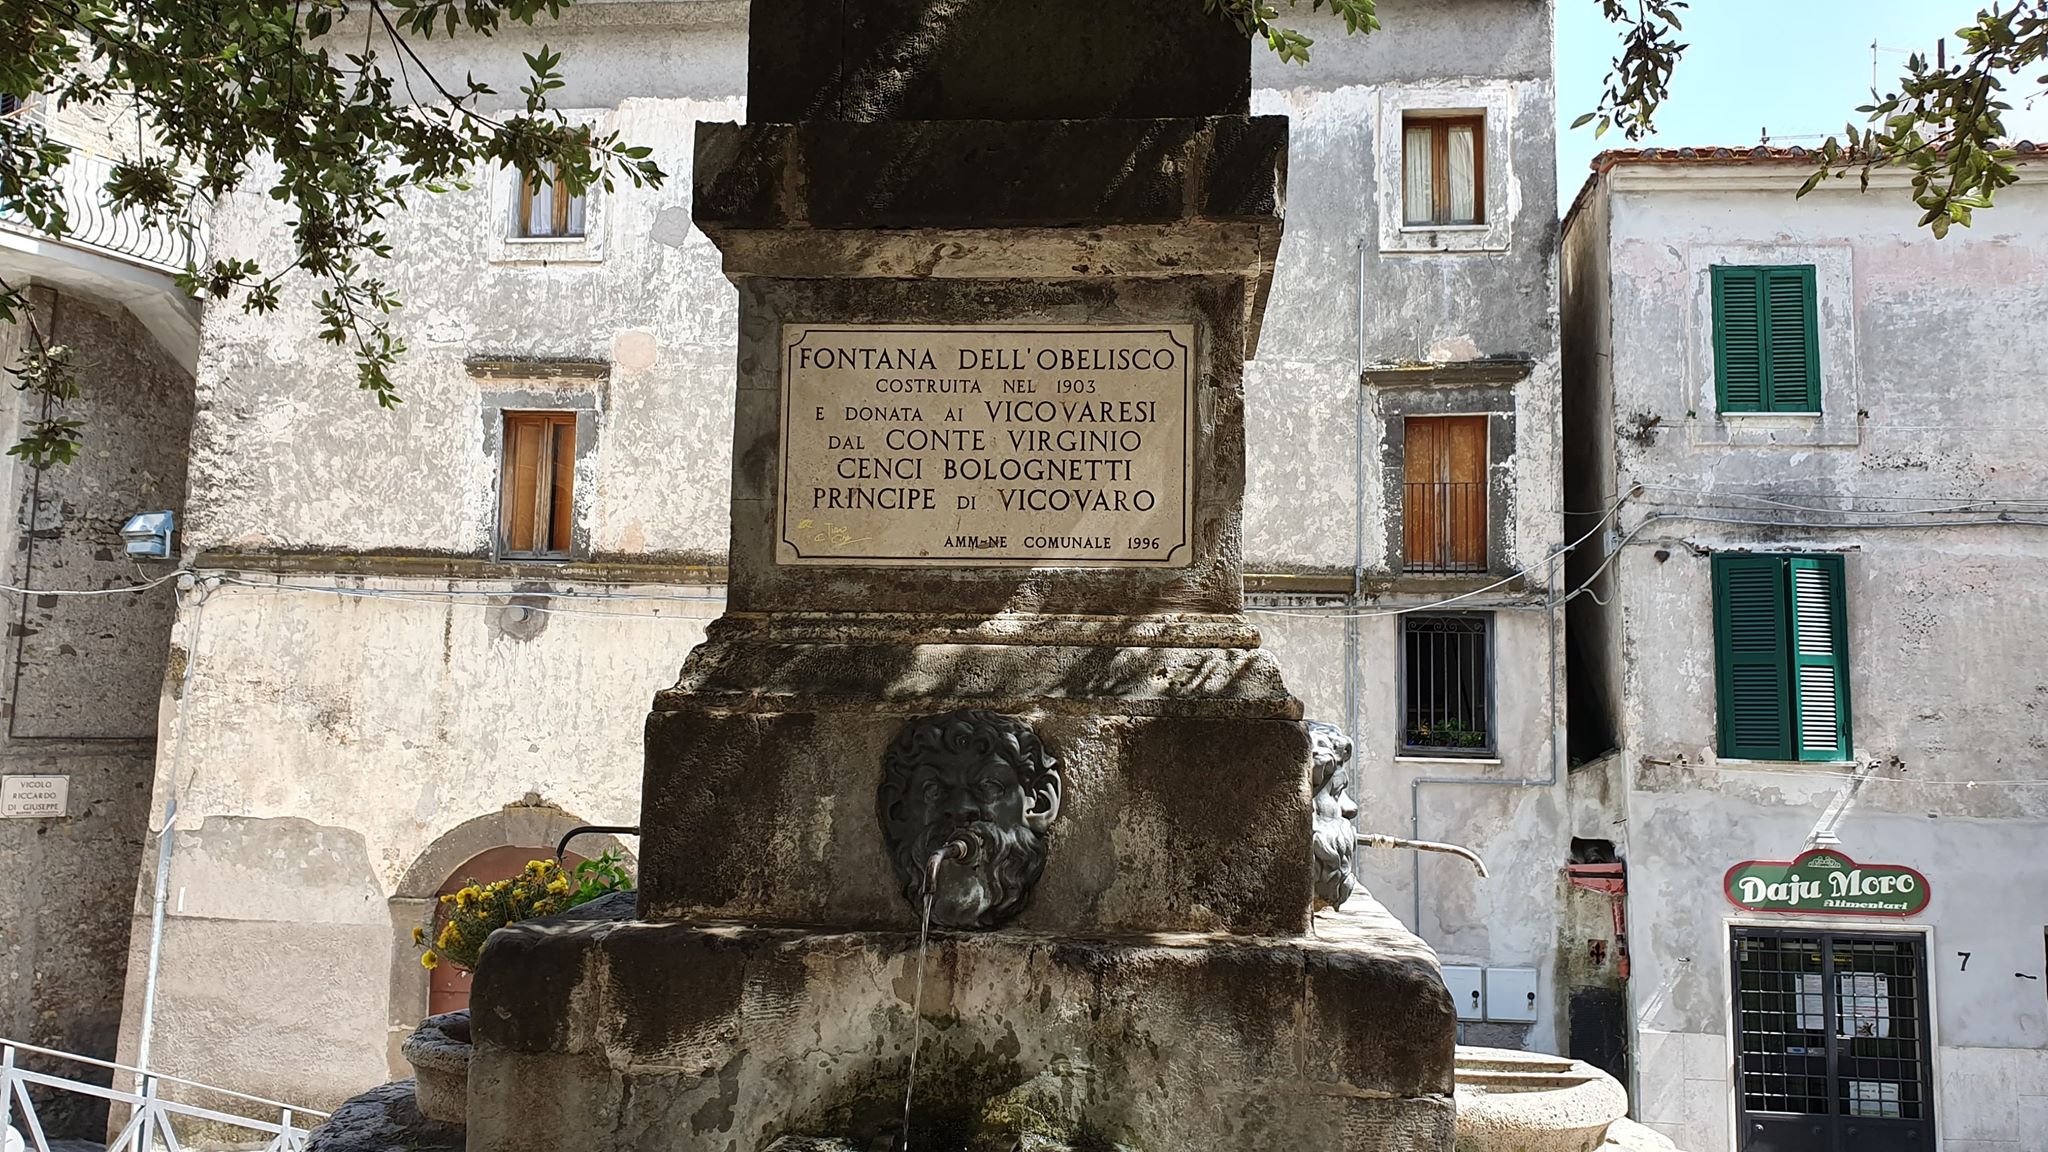 FONTANA DELL'OBELISCO
COSTRUITA NEL 1903
E DONATA AI VICOVARESI
DAL CONTE VIRGINIO
CENCI BOLOGNETTI
PRINCIPE DI VICOVARO
AMM-NE COMUNALE 1996
VICOLO
RICCARDO
DI GIUSEPPE
Daju Moro
Alimentari
7